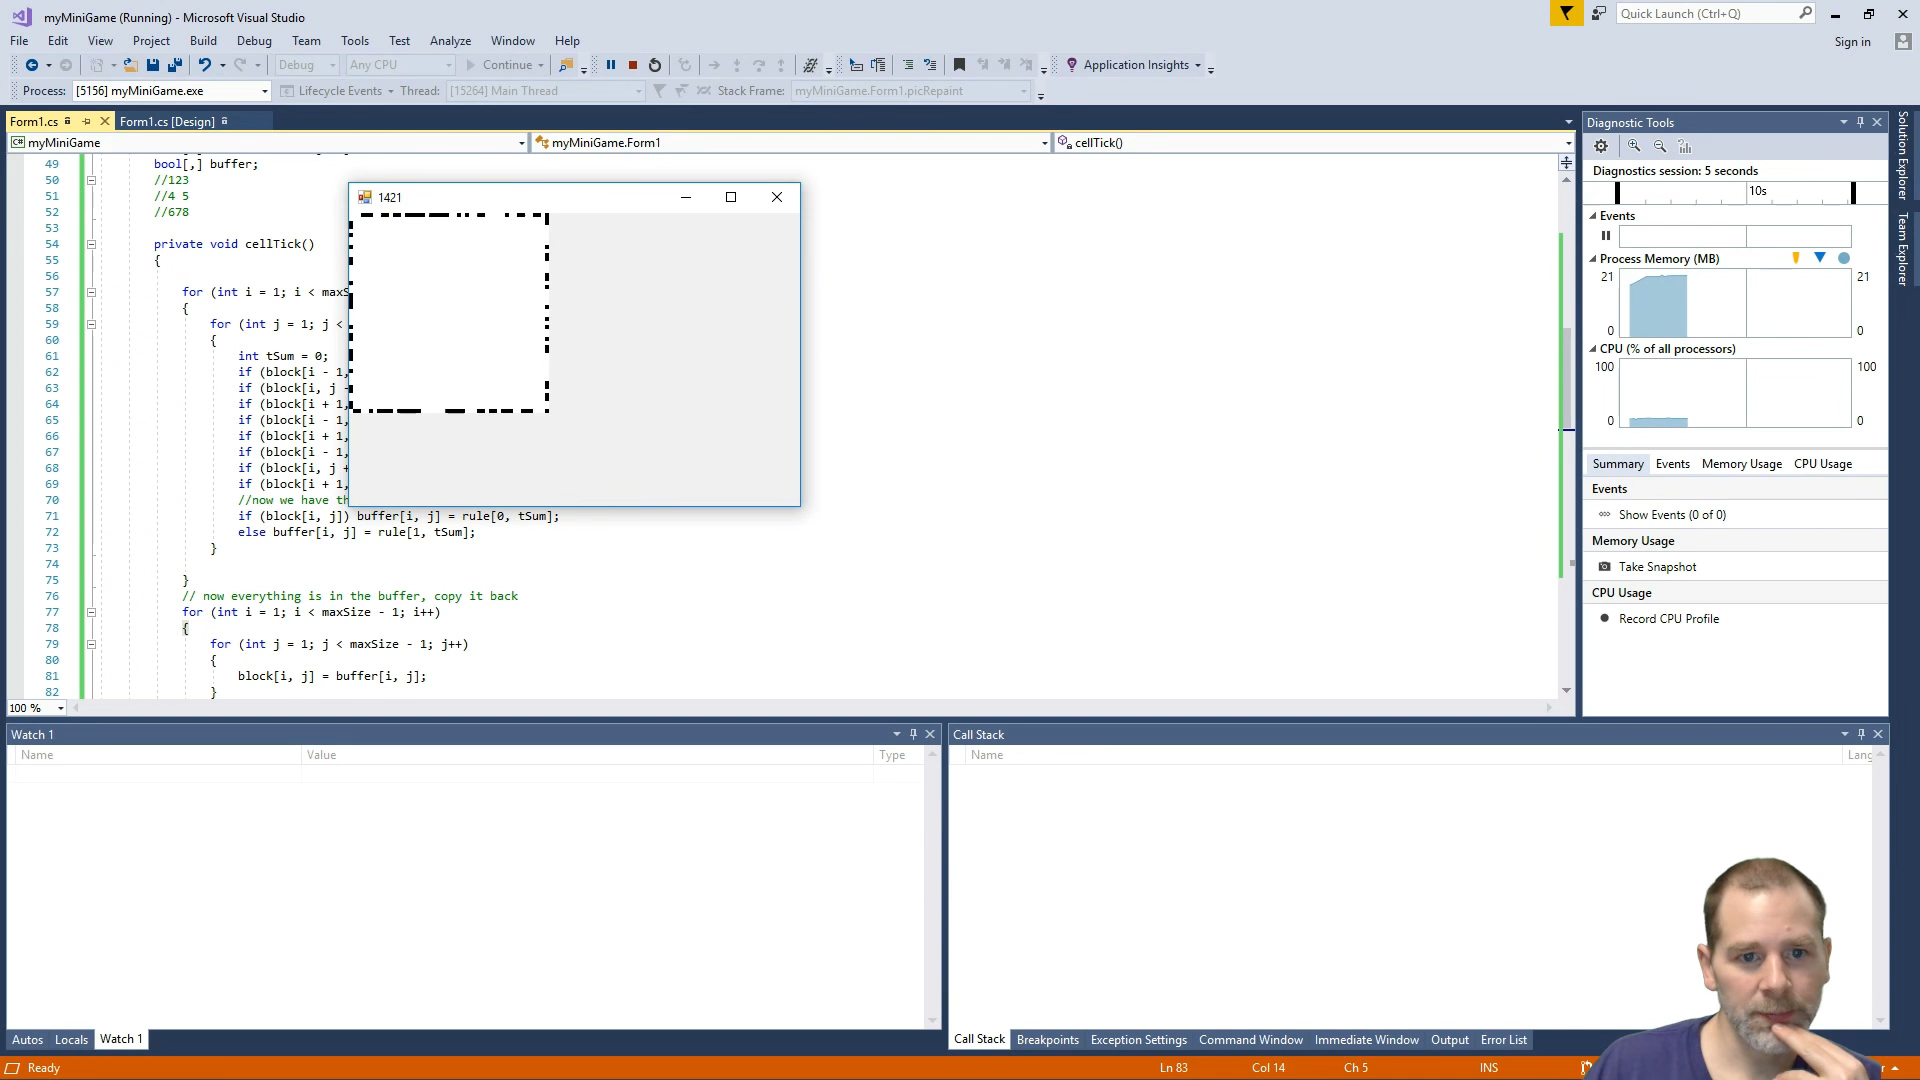 myMiniGame (Running) - Microsoft Visual Studio
Quick Launch (Ctrl+Q)
File Edit View Project Build Debug Team Tools Test Analyze Window Help
Sign in
Debug Any CPU Continue Application Insights
Process: [5156] myMiniGame.exe Lifecycle Events Thread: [15264] Main Thread Stack Frame: myMiniGame.Form1.picRepaint
Form1.cs Form1.cs [Design]
myMiniGame myMiniGame.Form1 cellTick()
49 bool[,] buffer;
50 //123
51 //4 5
52 //678
53
54 private void cellTick()
55 {
56
57 for (int i = 1; i < maxS
58 {
59 for (int j = 1; j <
60 {
61 int tSum = 0;
62 if (block[i - 1,
63 if (block[i, j -
64 if (block[i + 1,
65 if (block[i - 1,
66 if (block[i + 1,
67 if (block[i - 1,
68 if (block[i, j +
69 if (block[i + 1,
70 //now we have th
71 if (block[i, j]) buffer[i, j] = rule[0, tSum];
72 else buffer[i, j] = rule[1, tSum];
73 }
74
75 }
76 // now everything is in the buffer, copy it back
77 for (int i = 1; i < maxSize - 1; i++)
78 {
79 for (int j = 1; j < maxSize - 1; j++)
80 {
81 block[i, j] = buffer[i, j];
82 }
100 %
1421
Diagnostic Tools
Diagnostics session: 5 seconds
10s
Events
Process Memory (MB)
21 21
0 0
CPU (% of all processors)
100 100
0 0
Summary Events Memory Usage CPU Usage
Events
Show Events (0 of 0)
Memory Usage
Take Snapshot
CPU Usage
Record CPU Profile
Solution Explorer
Team Explorer
Watch 1
Name Value Type
Call Stack
Name Lang
Autos Locals Watch 1
Call Stack Breakpoints Exception Settings Command Window Immediate Window Output Error List
Ready Ln 83 Col 14 Ch 5 INS